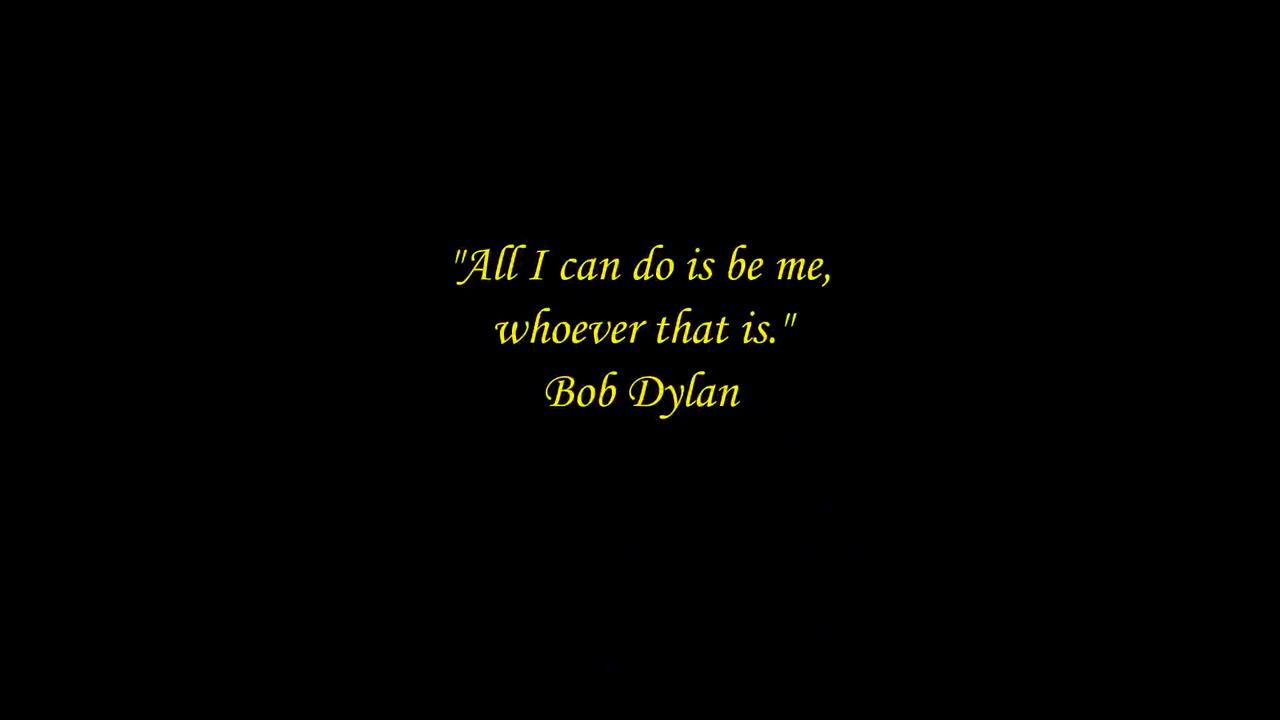 "All I can do is be me,
whoever that is."
Bob Dylan